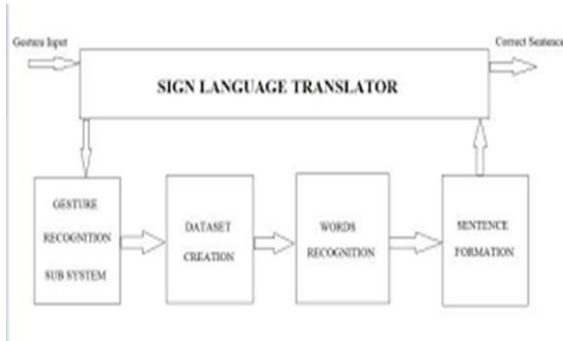 Gesture Input
Correct Sentence
SIGN LANGUAGE TRANSLATOR
GESTURE
RECOGNITION
SUB SYSTEM
DATASET
CREATION
WORDS
RECOGNITION
SENTENCE
FORMATION